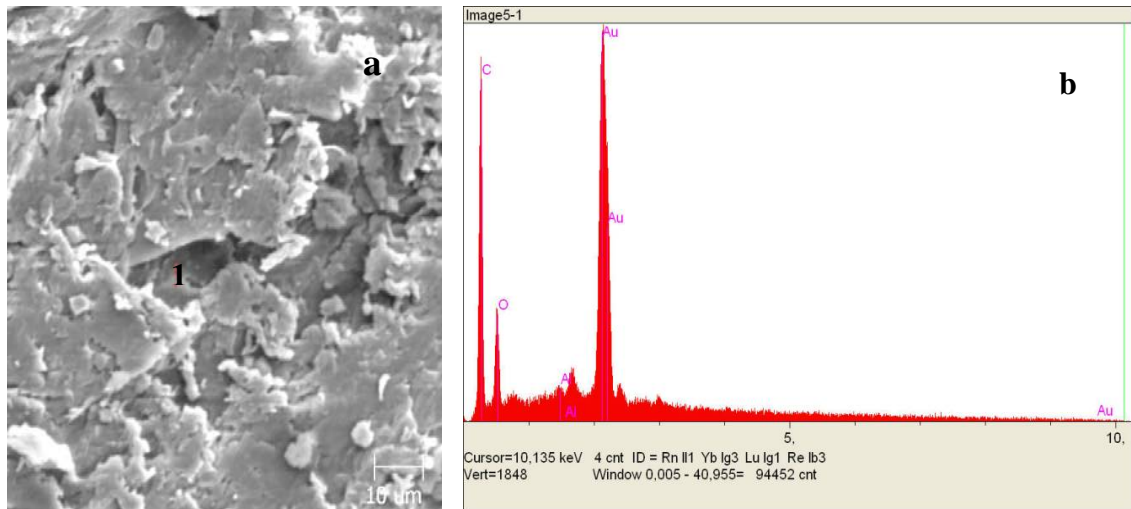 a
1
10 um
Image5-1
b
Au
C
Au
O
Al
Al
Au
5,
10,
Cursor=10,135 keV 4 cnt ID = Rn ll1 Yb lg3 Lu lg1 Re lb3
Vert=1848 Window 0,005 - 40,955= 94452 cnt